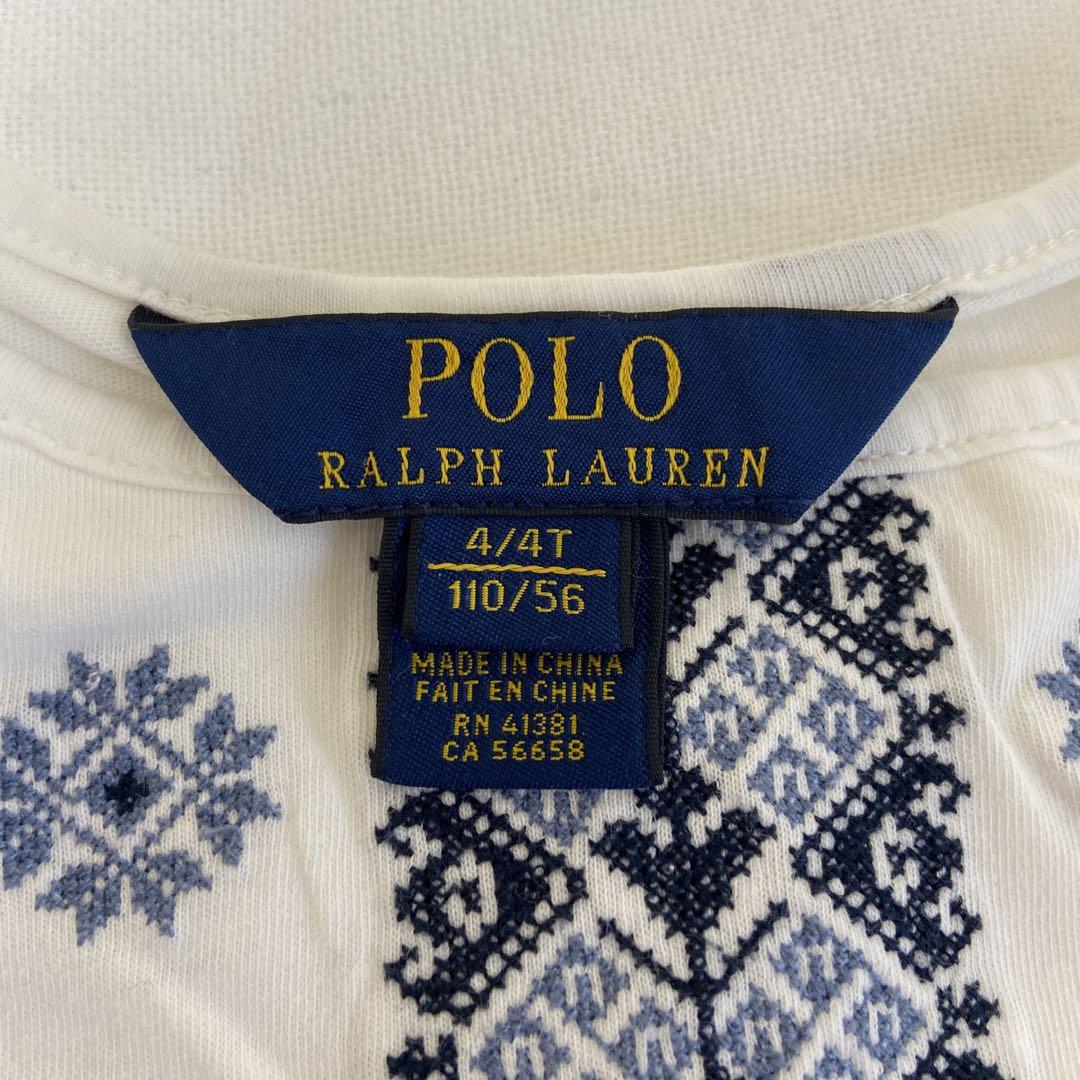 POLO
RALPH LAUREN
4/4T
110/56
MADE IN CHINA
FAIT EN CHINE
RN 41381
CA 56658